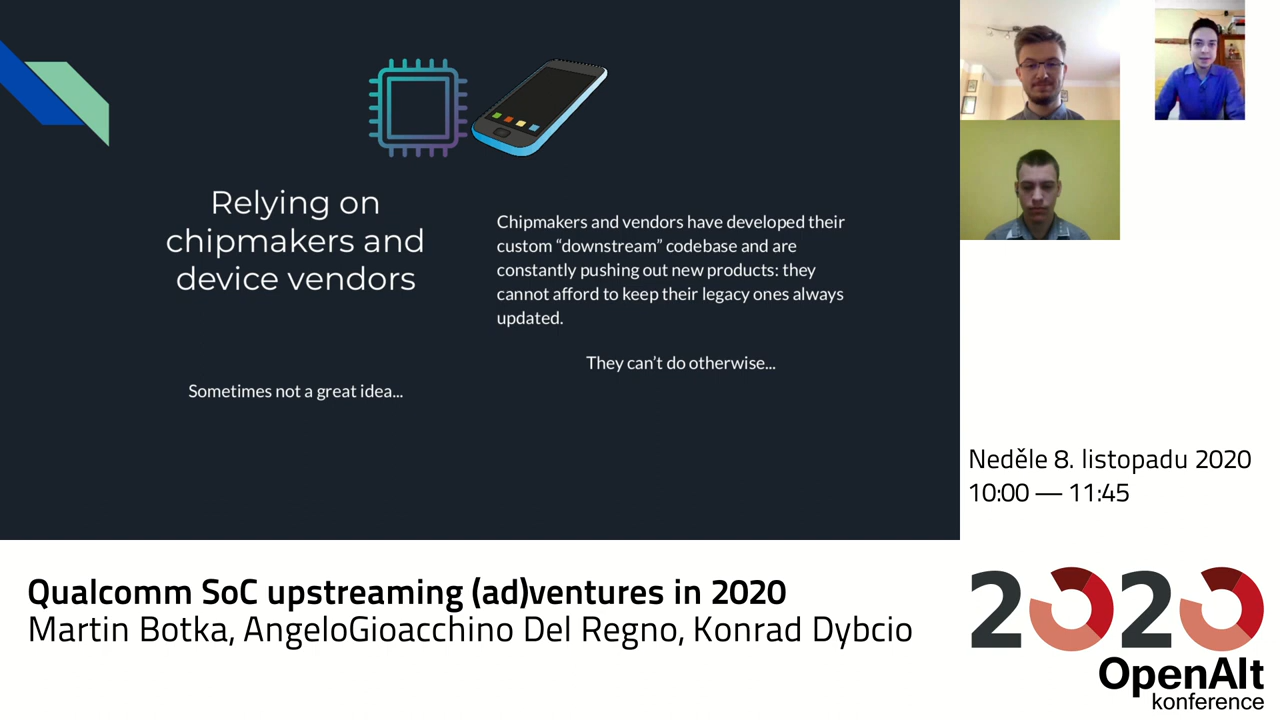 Relying on
chipmakers and
device vendors
Sometimes not a great idea...
Chipmakers and vendors have developed their
custom “downstream” codebase and are
constantly pushing out new products: they
cannot afford to keep their legacy ones always
updated.
They can’t do otherwise...
Neděle 8. listopadu 2020
10:00 — 11:45
Qualcomm SoC upstreaming (ad)ventures in 2020
Martin Botka, AngeloGioacchino Del Regno, Konrad Dybcio
2020
OpenAlt
konference